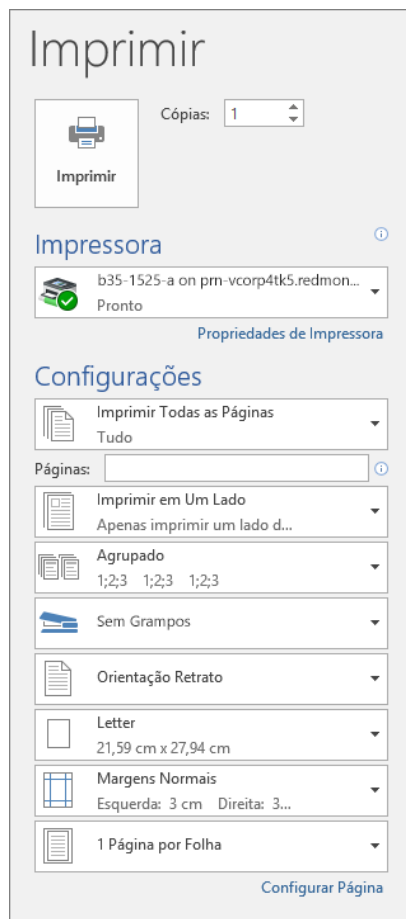 Imprimir
Cópias: 1
Imprimir
Impressora
b35-1525-a on prn-vcorp4tk5.redmon...
Pronto
Propriedades de Impressora
Configurações
Imprimir Todas as Páginas
Tudo
Páginas:
Imprimir em Um Lado
Apenas imprimir um lado d...
Agrupado
1;2;3 1;2;3 1;2;3
Sem Grampos
Orientação Retrato
Letter
21,59 cm x 27,94 cm
Margens Normais
Esquerda: 3 cm Direita: 3...
1 Página por Folha
Configurar Página